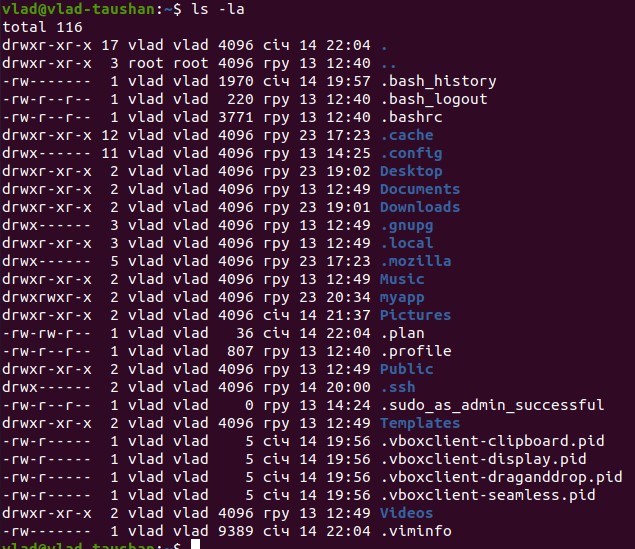 vlad@vlad-taushan:~$ ls -la
total 116
drwxr-xr-x 17 vlad vlad 4096 січ 14 22:04 .
drwxr-xr-x  3 root root 4096 гру 13 12:40 ..
-rw-------  1 vlad vlad 1970 січ 14 19:57 .bash_history
-rw-r--r--  1 vlad vlad  220 гру 13 12:40 .bash_logout
-rw-r--r--  1 vlad vlad 3771 гру 13 12:40 .bashrc
drwxr-xr-x 12 vlad vlad 4096 гру 23 17:23 .cache
drwx------ 11 vlad vlad 4096 гру 13 14:25 .config
drwxr-xr-x  2 vlad vlad 4096 гру 23 19:02 Desktop
drwxr-xr-x  2 vlad vlad 4096 гру 13 12:49 Documents
drwxr-xr-x  2 vlad vlad 4096 гру 23 19:01 Downloads
drwx------  3 vlad vlad 4096 гру 13 12:49 .gnupg
drwxr-xr-x  3 vlad vlad 4096 гру 13 12:49 .local
drwx------  5 vlad vlad 4096 гру 23 17:23 .mozilla
drwxr-xr-x  2 vlad vlad 4096 гру 13 12:49 Music
drwxrwxr-x  2 vlad vlad 4096 гру 23 20:34 myapp
drwxr-xr-x  2 vlad vlad 4096 січ 14 21:37 Pictures
-rw-rw-r--  1 vlad vlad   36 січ 14 22:04 .plan
-rw-r--r--  1 vlad vlad  807 гру 13 12:40 .profile
drwxr-xr-x  2 vlad vlad 4096 гру 13 12:49 Public
drwx------  2 vlad vlad 4096 гру 14 20:00 .ssh
-rw-r--r--  1 vlad vlad    0 гру 13 14:24 .sudo_as_admin_successful
drwxr-xr-x  2 vlad vlad 4096 гру 13 12:49 Templates
-rw-r-----  1 vlad vlad    5 січ 14 19:56 .vboxclient-clipboard.pid
-rw-r-----  1 vlad vlad    5 січ 14 19:56 .vboxclient-display.pid
-rw-r-----  1 vlad vlad    5 січ 14 19:56 .vboxclient-draganddrop.pid
-rw-r-----  1 vlad vlad    5 січ 14 19:56 .vboxclient-seamless.pid
drwxr-xr-x  2 vlad vlad 4096 гру 13 12:49 Videos
-rw-------  1 vlad vlad 9389 січ 14 22:04 .viminfo
vlad@vlad-taushan:~$